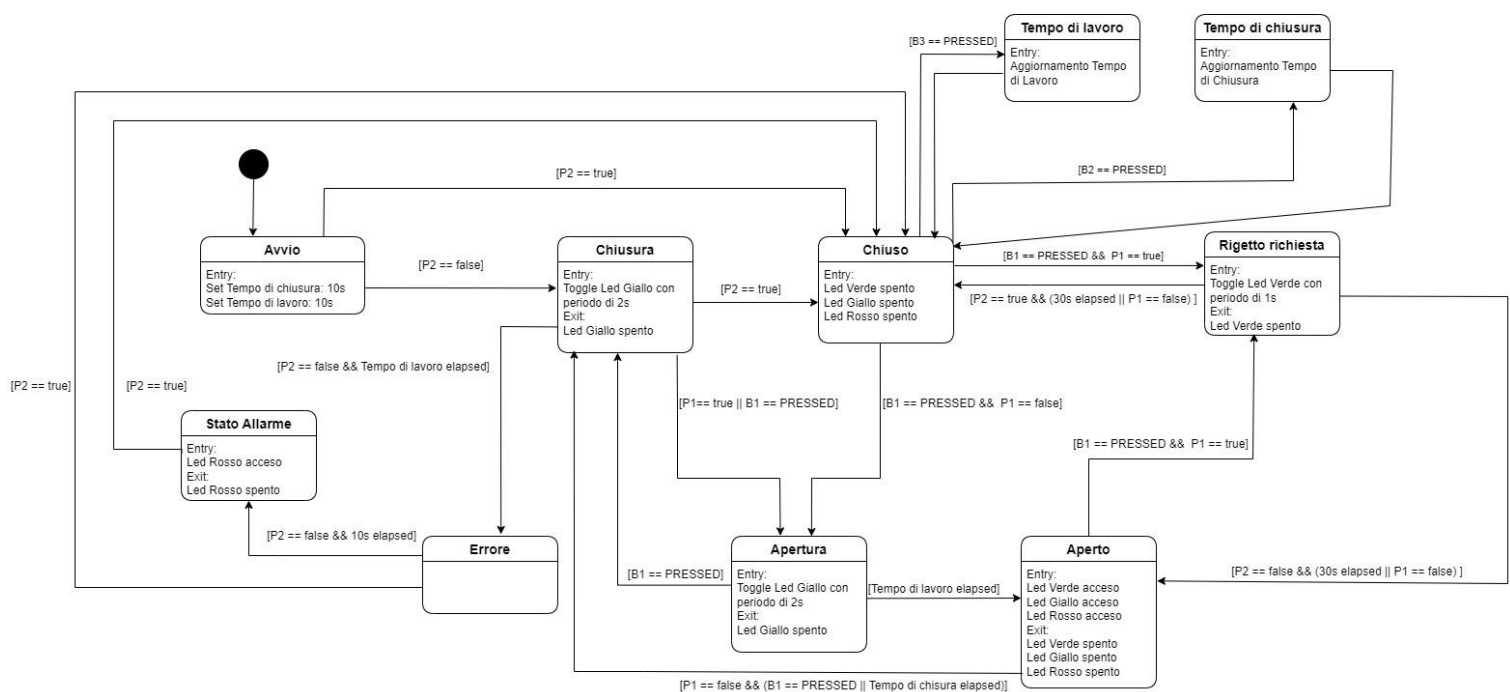 Tempo di lavoro
Entry:
Aggiornamento Tempo
di Lavoro
Tempo di chiusura
Entry:
Aggiornamento Tempo
di Chiusura
[B3 == PRESSED]
[B2 == PRESSED]
[P2 == true]
Avvio
Entry:
Set Tempo di chiusura: 10s
Set Tempo di lavoro: 10s
[P2 == false]
Chiusura
Entry:
Toggle Led Giallo con
periodo di 2s
Exit:
Led Giallo spento
[P2 == true]
Chiuso
Entry:
Led Verde spento
Led Giallo spento
Led Rosso spento
[B1 == PRESSED && P1 == true]
[P2 == true && (30s elapsed || P1 == false) ]
Rigetto richiesta
Entry:
Toggle Led Verde con
periodo di 1s
Exit:
Led Verde spento
[P2 == false && Tempo di lavoro elapsed]
[P2 == true]
[P2 == true]
[P1== true || B1 == PRESSED]
[B1 == PRESSED && P1 == false]
Stato Allarme
Entry:
Led Rosso acceso
Exit:
Led Rosso spento
[B1 == PRESSED && P1 == true]
[P2 == false && 10s elapsed]
Errore
[B1 == PRESSED]
Apertura
Entry:
Toggle Led Giallo con
periodo di 2s
Exit:
Led Giallo spento
[Tempo di lavoro elapsed]
Aperto
Entry:
Led Verde acceso
Led Giallo acceso
Led Rosso acceso
Exit:
Led Verde spento
Led Giallo spento
Led Rosso spento
[P2 == false && (30s elapsed || P1 == false) ]
[P1 == false && (B1 == PRESSED || Tempo di chisura elapsed)]